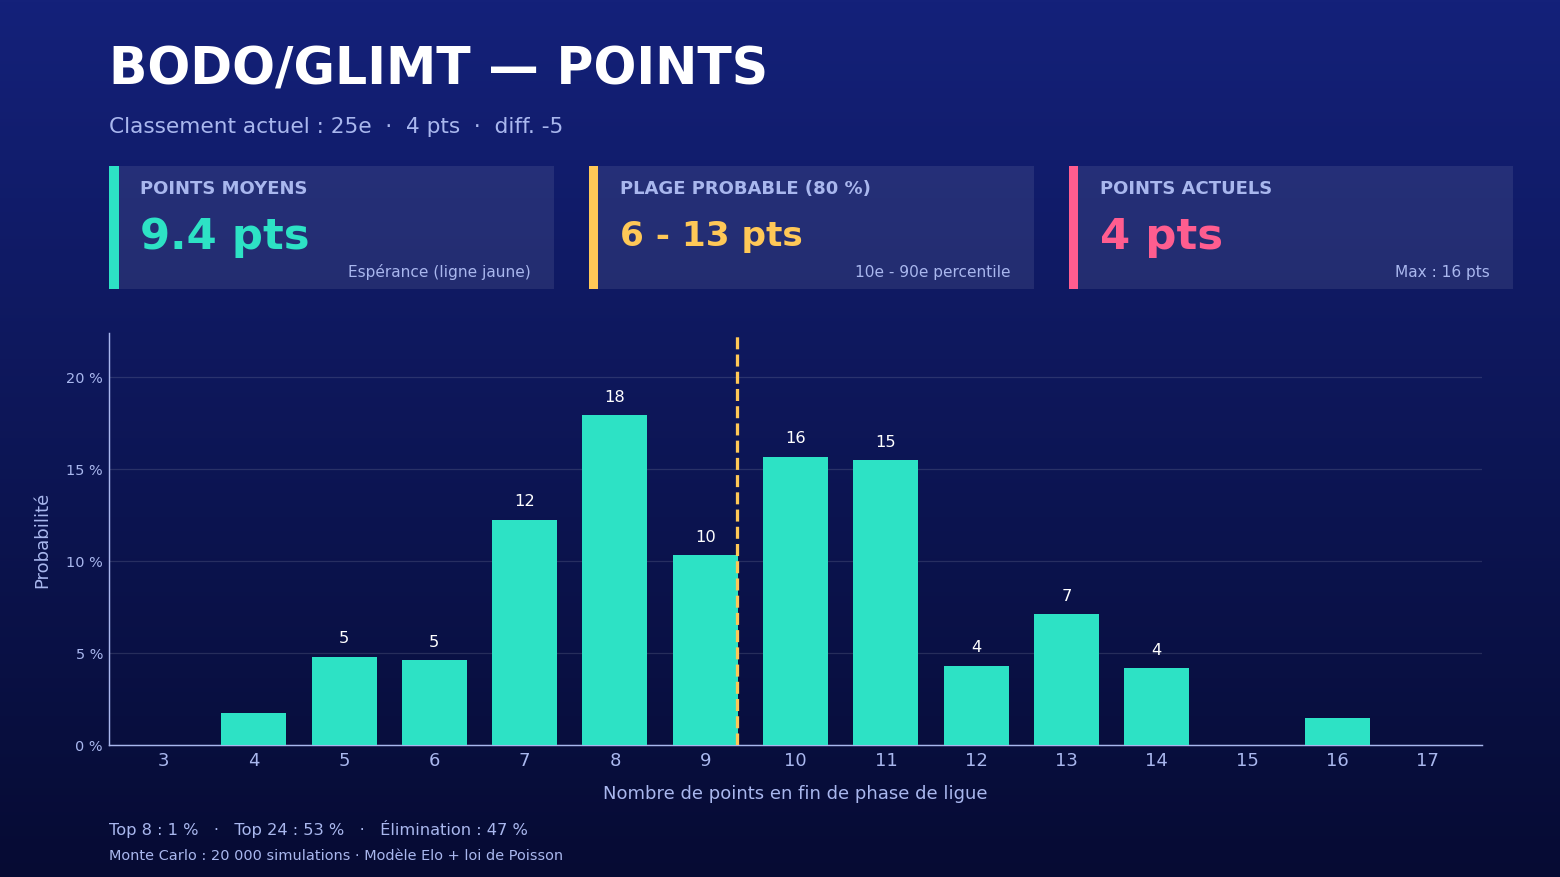 BODO/GLIMT — POINTS
Classement actuel : 25e · 4 pts · diff. -5
POINTS MOYENS
9.4 pts
Espérance (ligne jaune)
PLAGE PROBABLE (80 %)
6 - 13 pts
10e - 90e percentile
POINTS ACTUELS
4 pts
Max : 16 pts
Probabilité
20 %
15 %
10 %
5 %
0 %
5
5
12
18
10
16
15
4
7
4
3 4 5 6 7 8 9 10 11 12 13 14 15 16 17
Nombre de points en fin de phase de ligue
Top 8 : 1 % · Top 24 : 53 % · Élimination : 47 %
Monte Carlo : 20 000 simulations · Modèle Elo + loi de Poisson